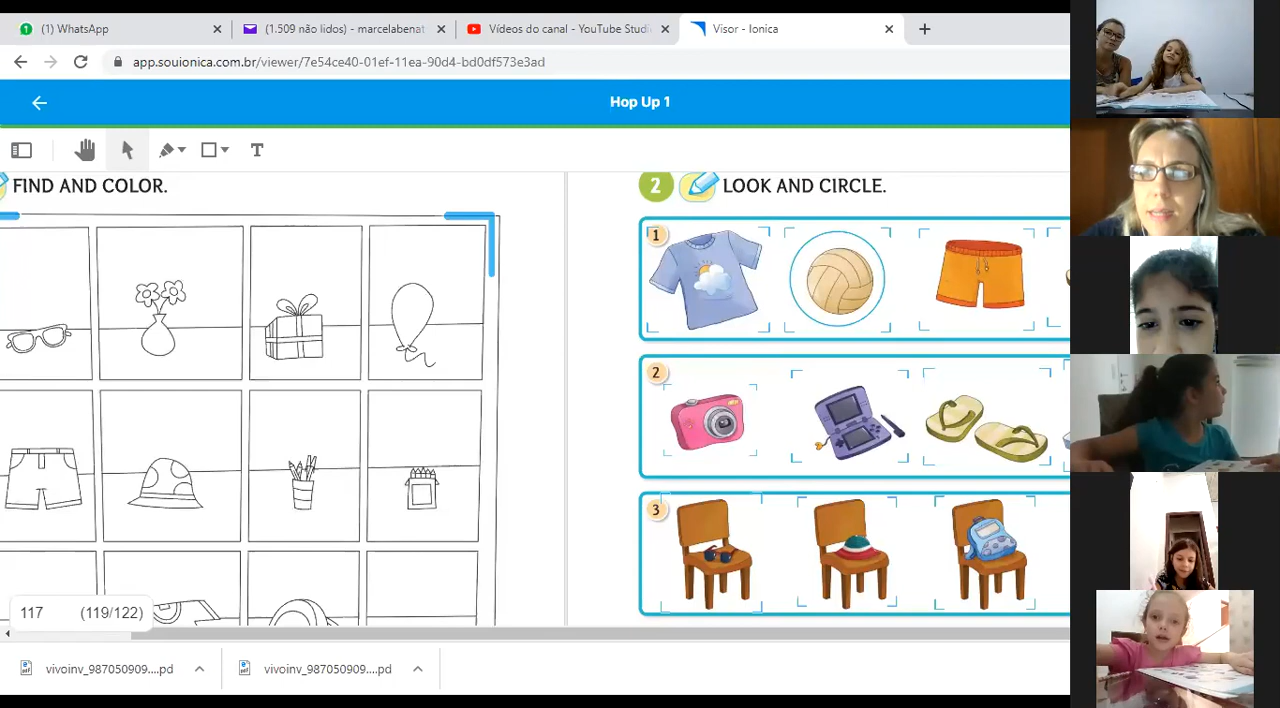 (1) WhatsApp
(1.509 não lidos) - marcelabenat
Vídeos do canal - YouTube Studi
Visor - Ionica
app.souionica.com.br/viewer/7e54ce40-01ef-11ea-90d4-bf80df573e3ad
Hop Up 1
T
FIND AND COLOR.
2 LOOK AND CIRCLE.
1
2
3
117 (119/122)
vivoinv_987050909....pd
vivoinv_987050909....pd